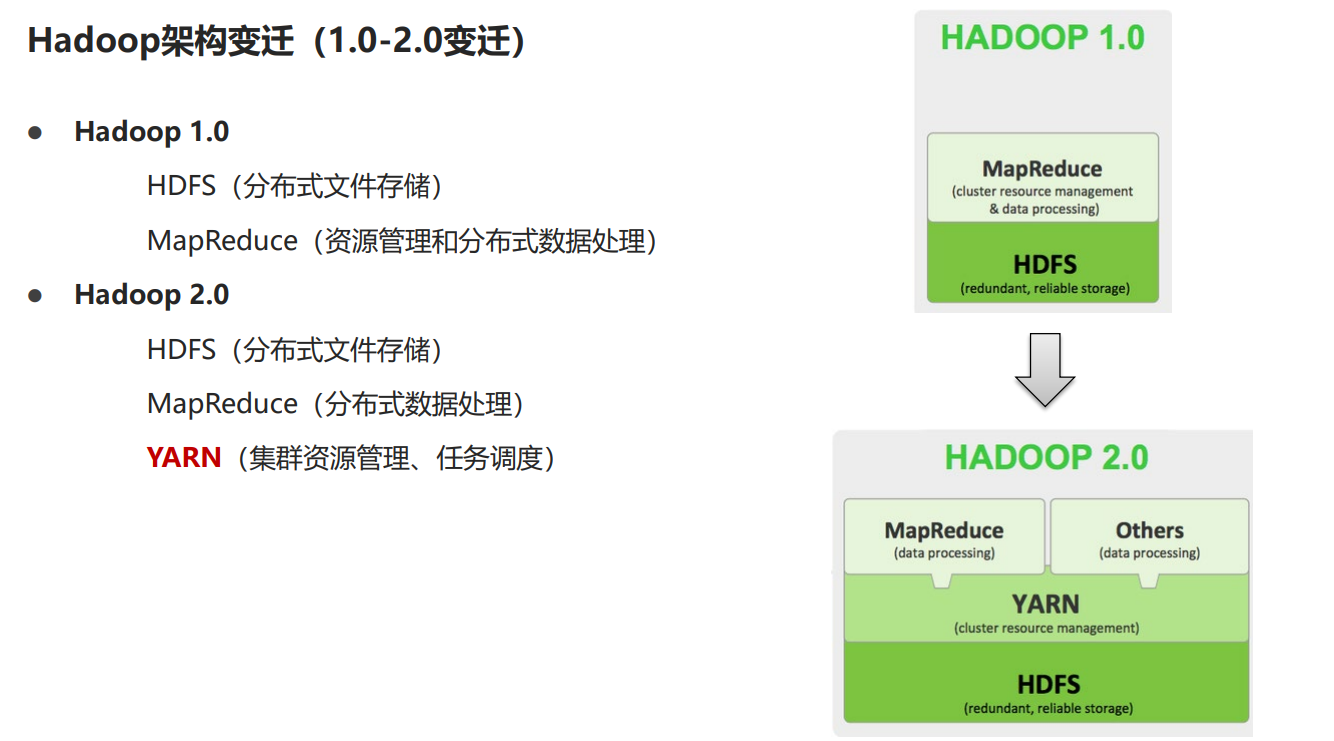 Hadoop架构变迁（1.0-2.0变迁）
● Hadoop 1.0
HDFS（分布式文件存储）
MapReduce（资源管理和分布式数据处理）
● Hadoop 2.0
HDFS（分布式文件存储）
MapReduce（分布式数据处理）
YARN（集群资源管理、任务调度）
HADOOP 1.0
MapReduce
(cluster resource management
& data processing)
HDFS
(redundant, reliable storage)
HADOOP 2.0
MapReduce
(data processing)
Others
(data processing)
YARN
(cluster resource management)
HDFS
(redundant, reliable storage)